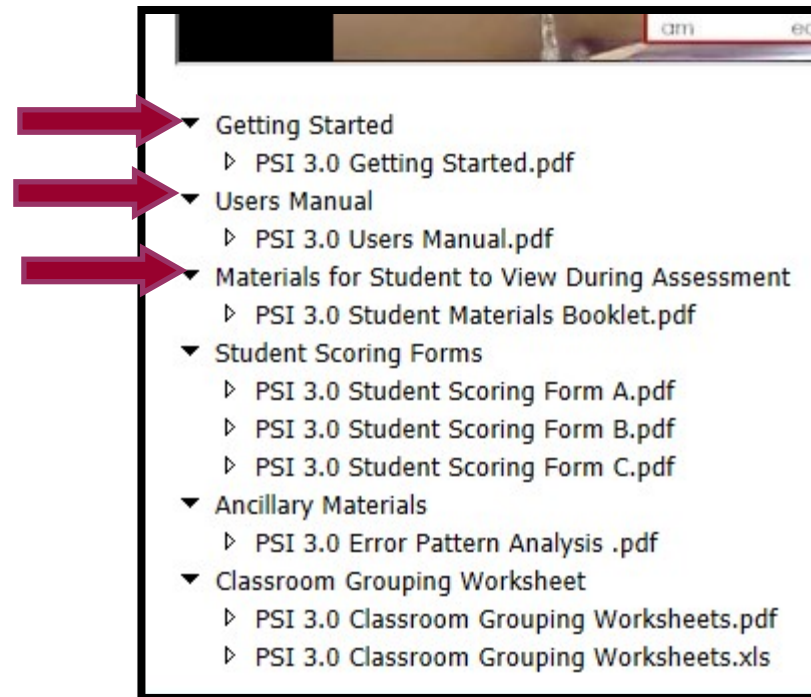 am
Getting Started
PSI 3.0 Getting Started.pdf
Users Manual
PSI 3.0 Users Manual.pdf
Materials for Student to View During Assessment
PSI 3.0 Student Materials Booklet.pdf
Student Scoring Forms
PSI 3.0 Student Scoring Form A.pdf
PSI 3.0 Student Scoring Form B.pdf
PSI 3.0 Student Scoring Form C.pdf
Ancillary Materials
PSI 3.0 Error Pattern Analysis .pdf
Classroom Grouping Worksheet
PSI 3.0 Classroom Grouping Worksheets.pdf
PSI 3.0 Classroom Grouping Worksheets.xls